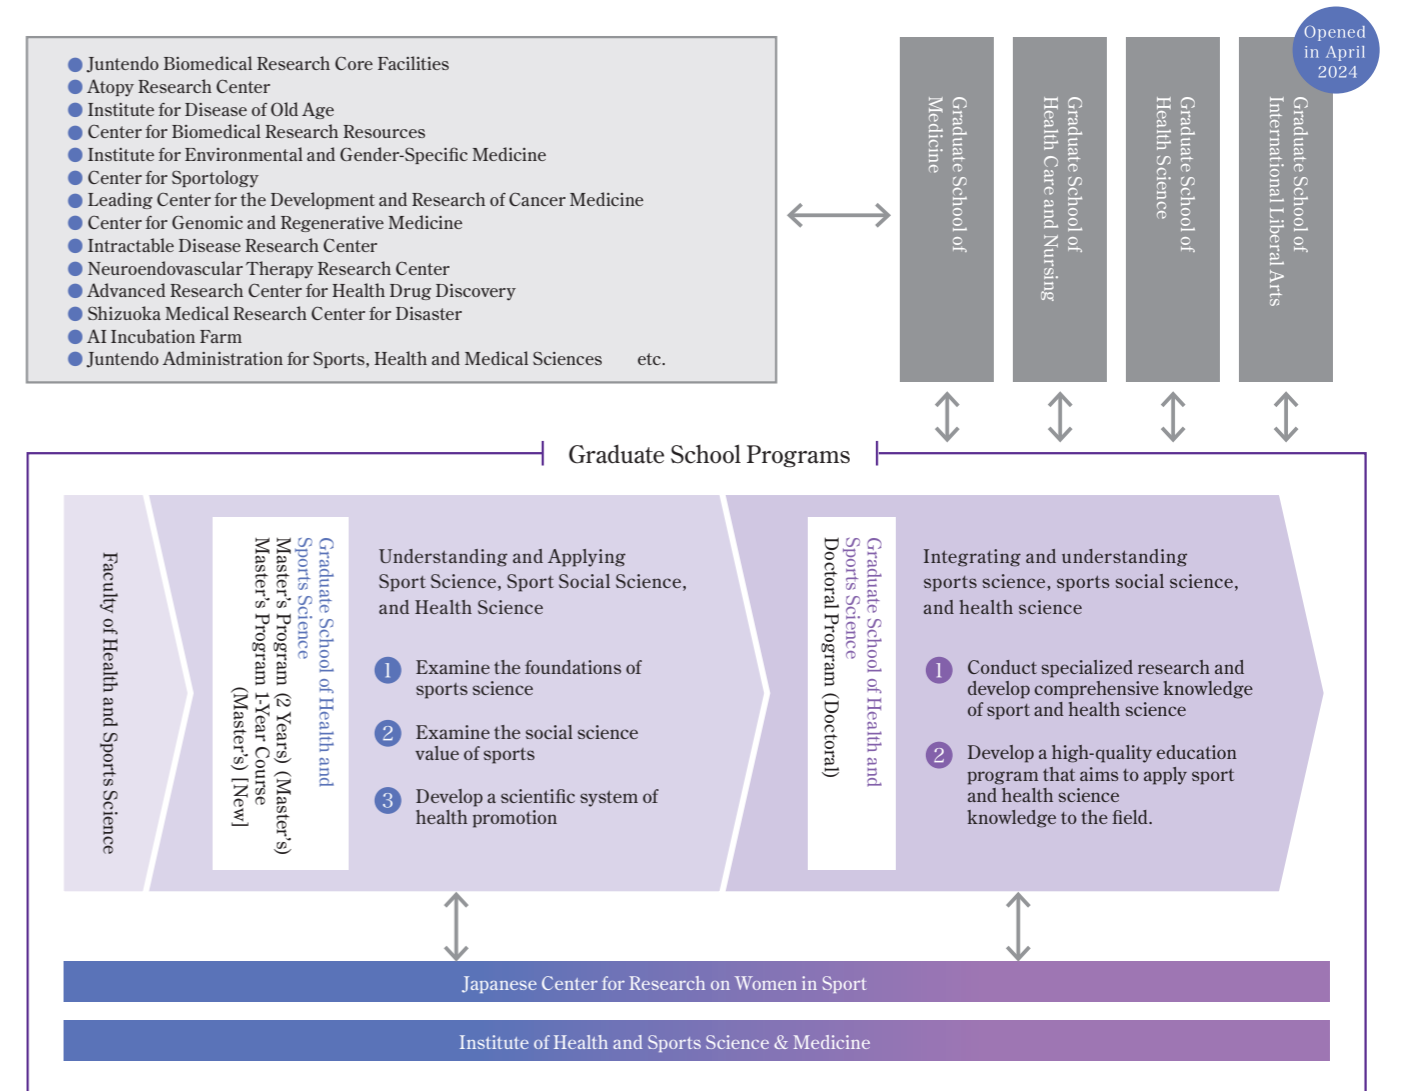 Juntendo Biomedical Research Core Facilities
Atopy Research Center
Institute for Disease of Old Age
Center for Biomedical Research Resources
Institute for Environmental and Gender-Specific Medicine
Center for Sportology
Leading Center for the Development and Research of Cancer Medicine
Center for Genomic and Regenerative Medicine
Intractable Disease Research Center
Neuroendovascular Therapy Research Center
Advanced Research Center for Health Drug Discovery
Shizuoka Medical Research Center for Disaster
AI Incubation Farm
Juntendo Administration for Sports, Health and Medical Sciences etc.
Graduate School of
Medicine
Graduate School of
Health Care and Nursing
Graduate School of
Health Science
Graduate School of
International Liberal Arts
Opened
in April
2024
Graduate School Programs
Faculty of Health and Sports Science
Graduate School of Health and
Sports Science
Master's Program (2 Years) (Master's)
Master's Program 1-Year Course
(Master's) [New]
Understanding and Applying
Sport Science, Sport Social Science,
and Health Science
1 Examine the foundations of
sports science
2 Examine the social science
value of sports
3 Develop a scientific system of
health promotion
Graduate School of Health and
Sports Science
Doctoral Program (Doctoral)
Integrating and understanding
sports science, sports social science,
and health science
1 Conduct specialized research and
develop comprehensive knowledge
of sport and health science
2 Develop a high-quality education
program that aims to apply sport
and health science
knowledge to the field.
Japanese Center for Research on Women in Sport
Institute of Health and Sports Science & Medicine